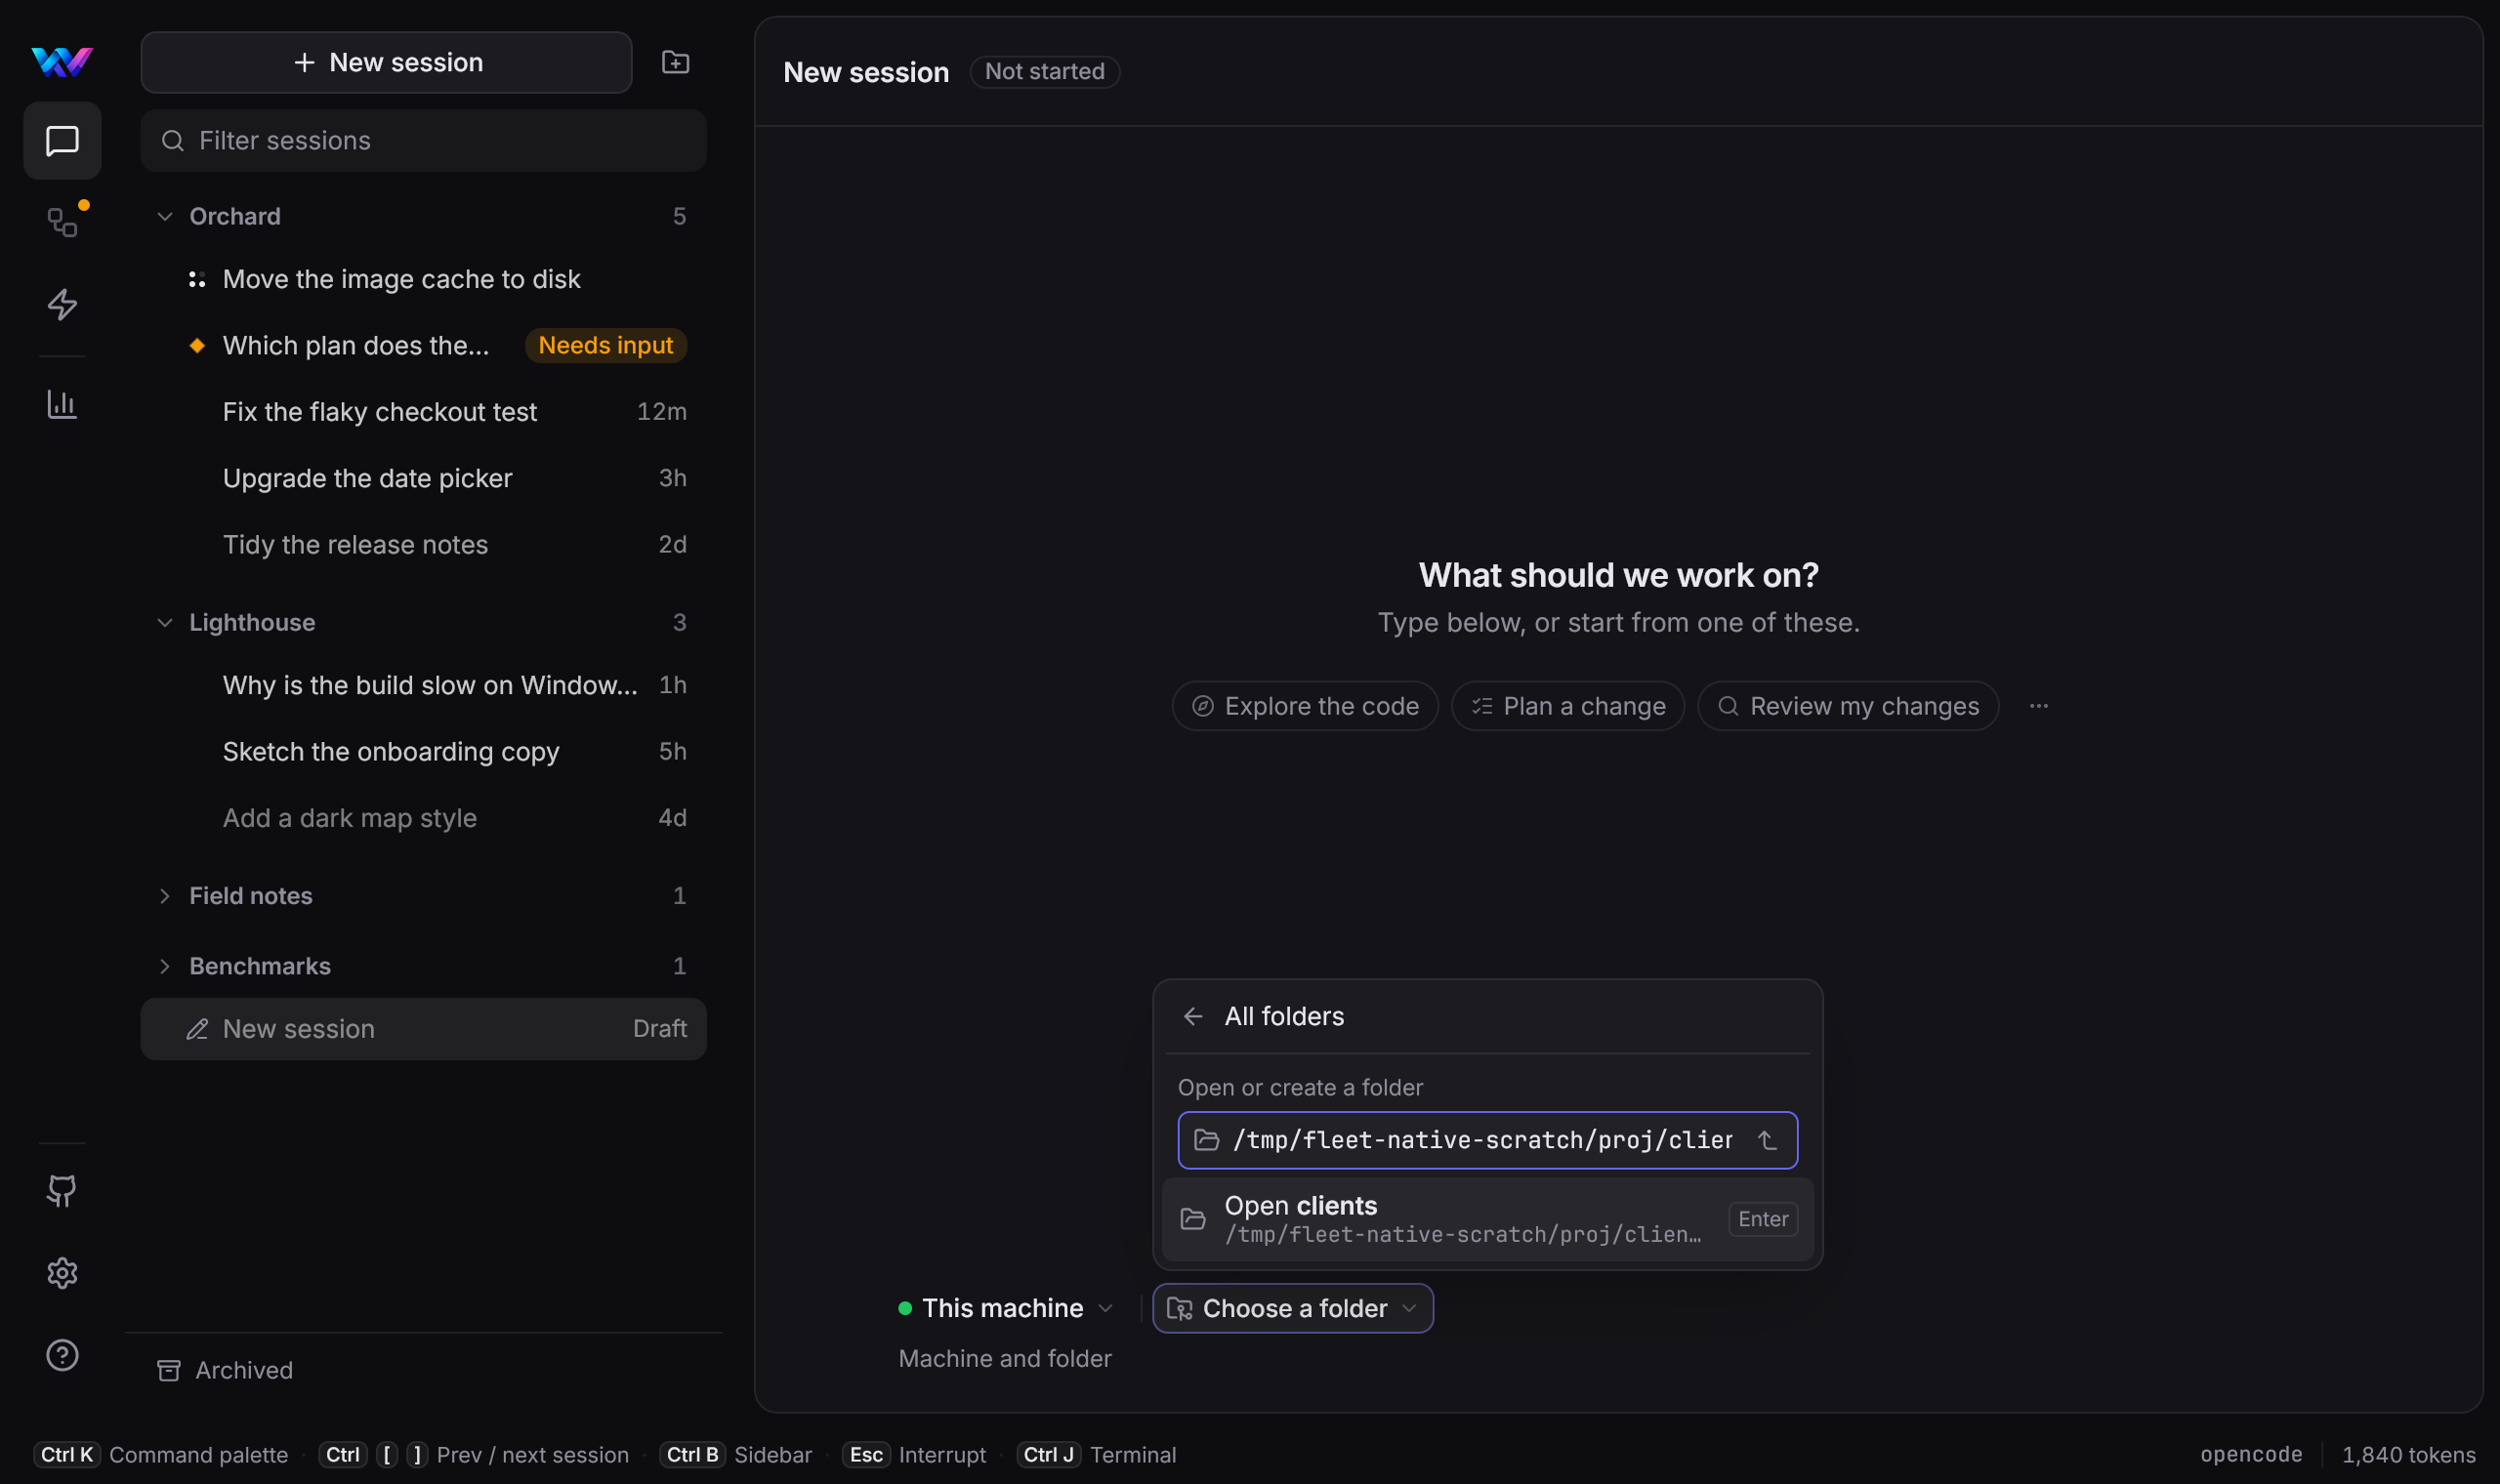 New session
Filter sessions
Orchard 5
Move the image cache to disk
Which plan does the... Needs input
Fix the flaky checkout test 12m
Upgrade the date picker 3h
Tidy the release notes 2d
Lighthouse 3
Why is the build slow on Window... 1h
Sketch the onboarding copy 5h
Add a dark map style 4d
Field notes 1
Benchmarks 1
New session Draft
Archived
New session Not started
What should we work on?
Type below, or start from one of these.
Explore the code Plan a change Review my changes ...
All folders
Open or create a folder
/tmp/fleet-native-scratch/proj/clien
Open clients
/tmp/fleet-native-scratch/proj/clien… Enter
This machine Choose a folder
Machine and folder
Ctrl K Command palette · Ctrl [ ] Prev / next session · Ctrl B Sidebar · Esc Interrupt · Ctrl J Terminal
opencode 1,840 tokens